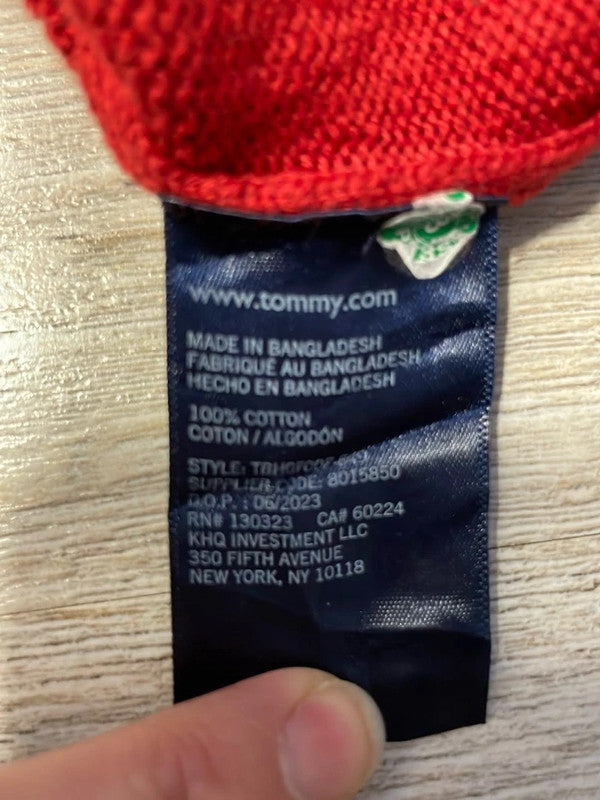 www.tommy.com
MADE IN BANGLADESH
FABRIQUÉ AU BANGLADESH
HECHO EN BANGLADESH
100% COTTON
COTON / ALGODÓN
STYLE:
SUPPLIER CODE: 8015850
D.O.P. : 06/2023
RN# 130323 CA# 60224
KHQ INVESTMENT LLC
350 FIFTH AVENUE
NEW YORK, NY 10118